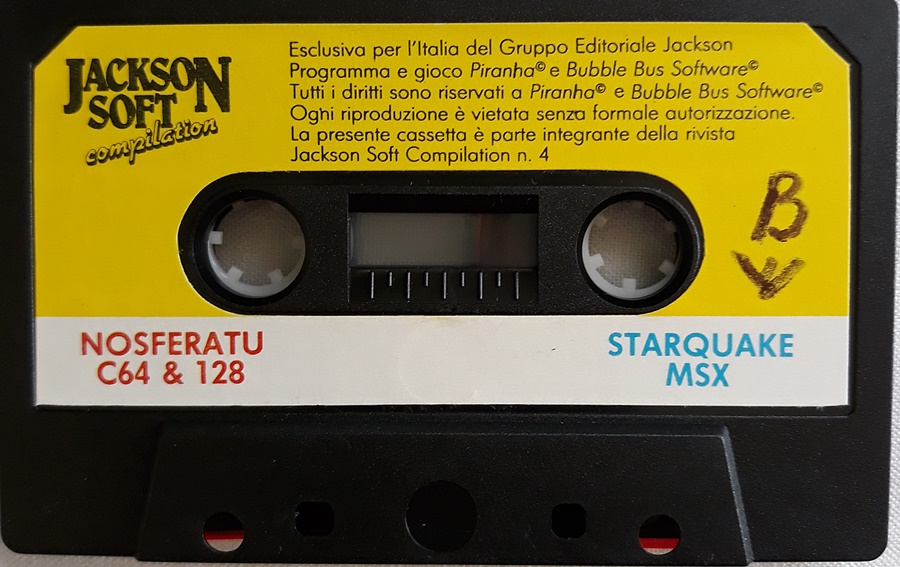 JACKSON
SOFT
compilation
Esclusiva per l'Italia del Gruppo Editoriale Jackson
Programma e gioco Piranha© e Bubble Bus Software©
Tutti i diritti sono riservati a Piranha© e Bubble Bus Software©
Oghi riproduzione è vietata senza formale autorizzazione.
La presente cassetta è parte integrante della rivista
Jackson Soft Compilation n. 4
B
NOSFERATU
C64 & 128
STARQUAKE
MSX